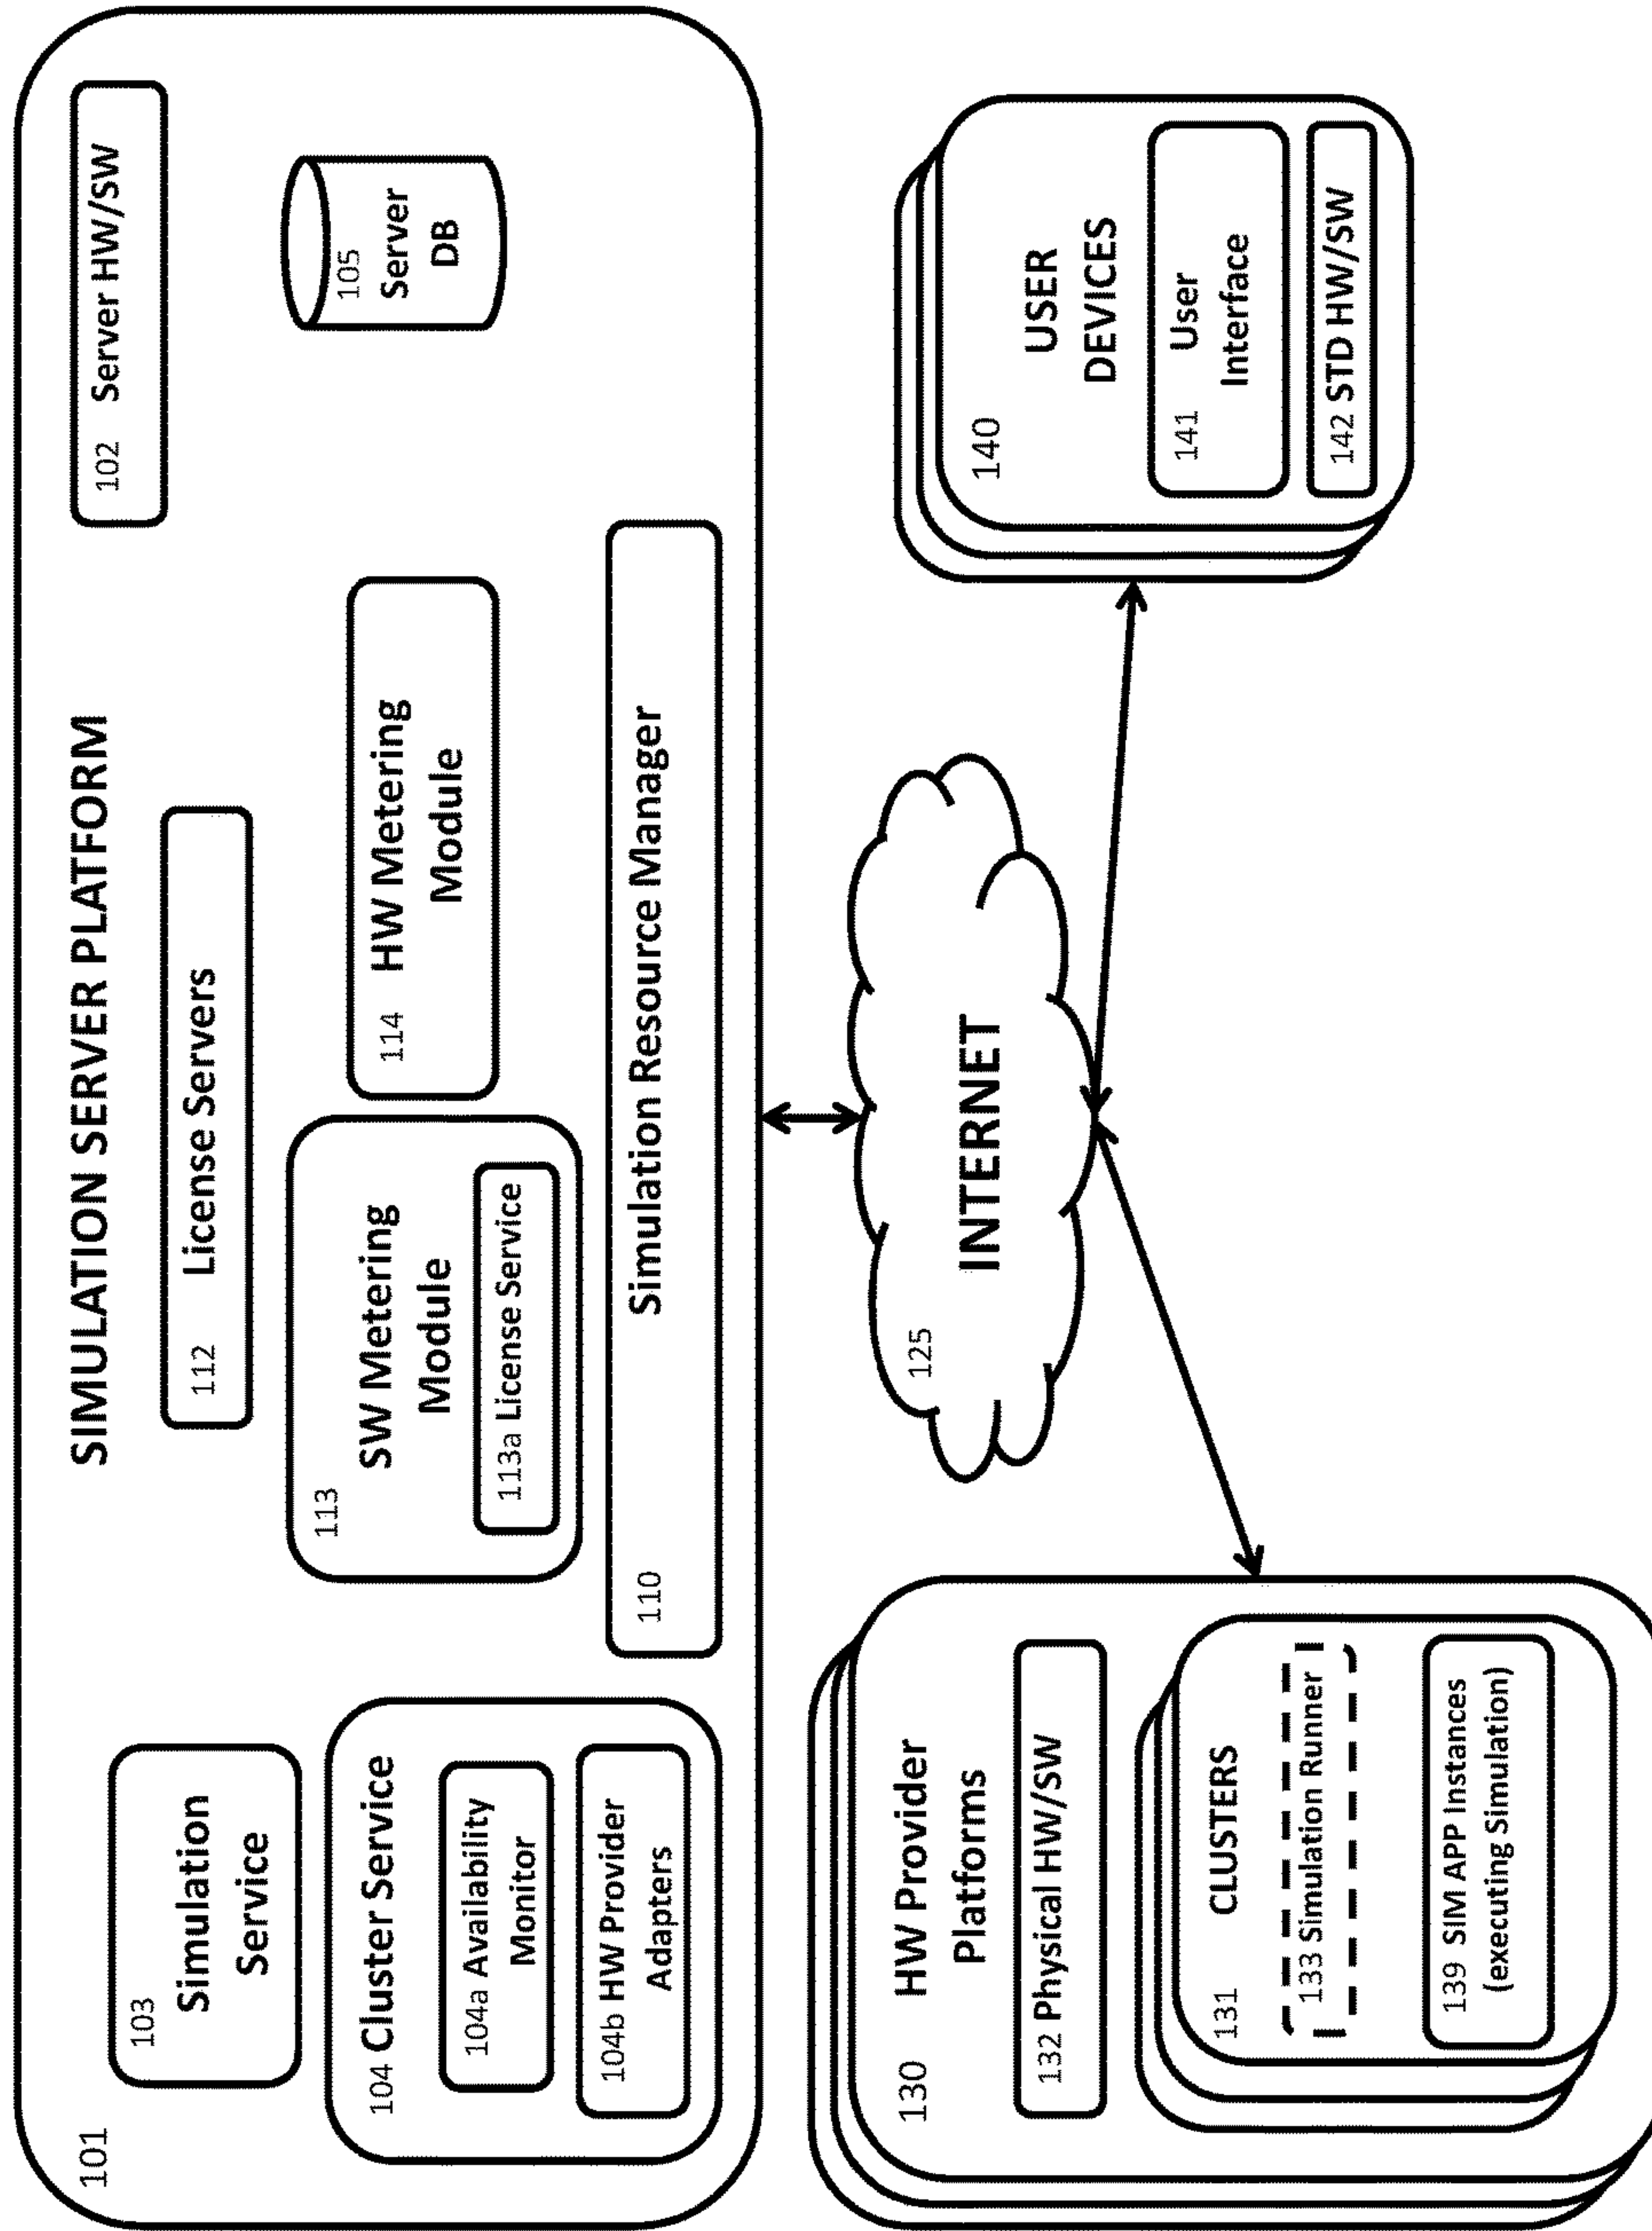 SIMULATION SERVER PLATFORM
101
103
Simulation
Service
104 Cluster Service
104a Availability
Monitor
104b HW Provider
Adapters
112 License Servers
113
SW Metering
Module
113a License Service
114 HW Metering
Module
102 Server HW/SW
105
Server
DB
110 Simulation Resource Manager
125
INTERNET
130 HW Provider
Platforms
132 Physical HW/SW
131 CLUSTERS
133 Simulation Runner
139 SIM APP Instances
(executing Simulation)
140 USER
DEVICES
141 User
Interface
142 STD HW/SW